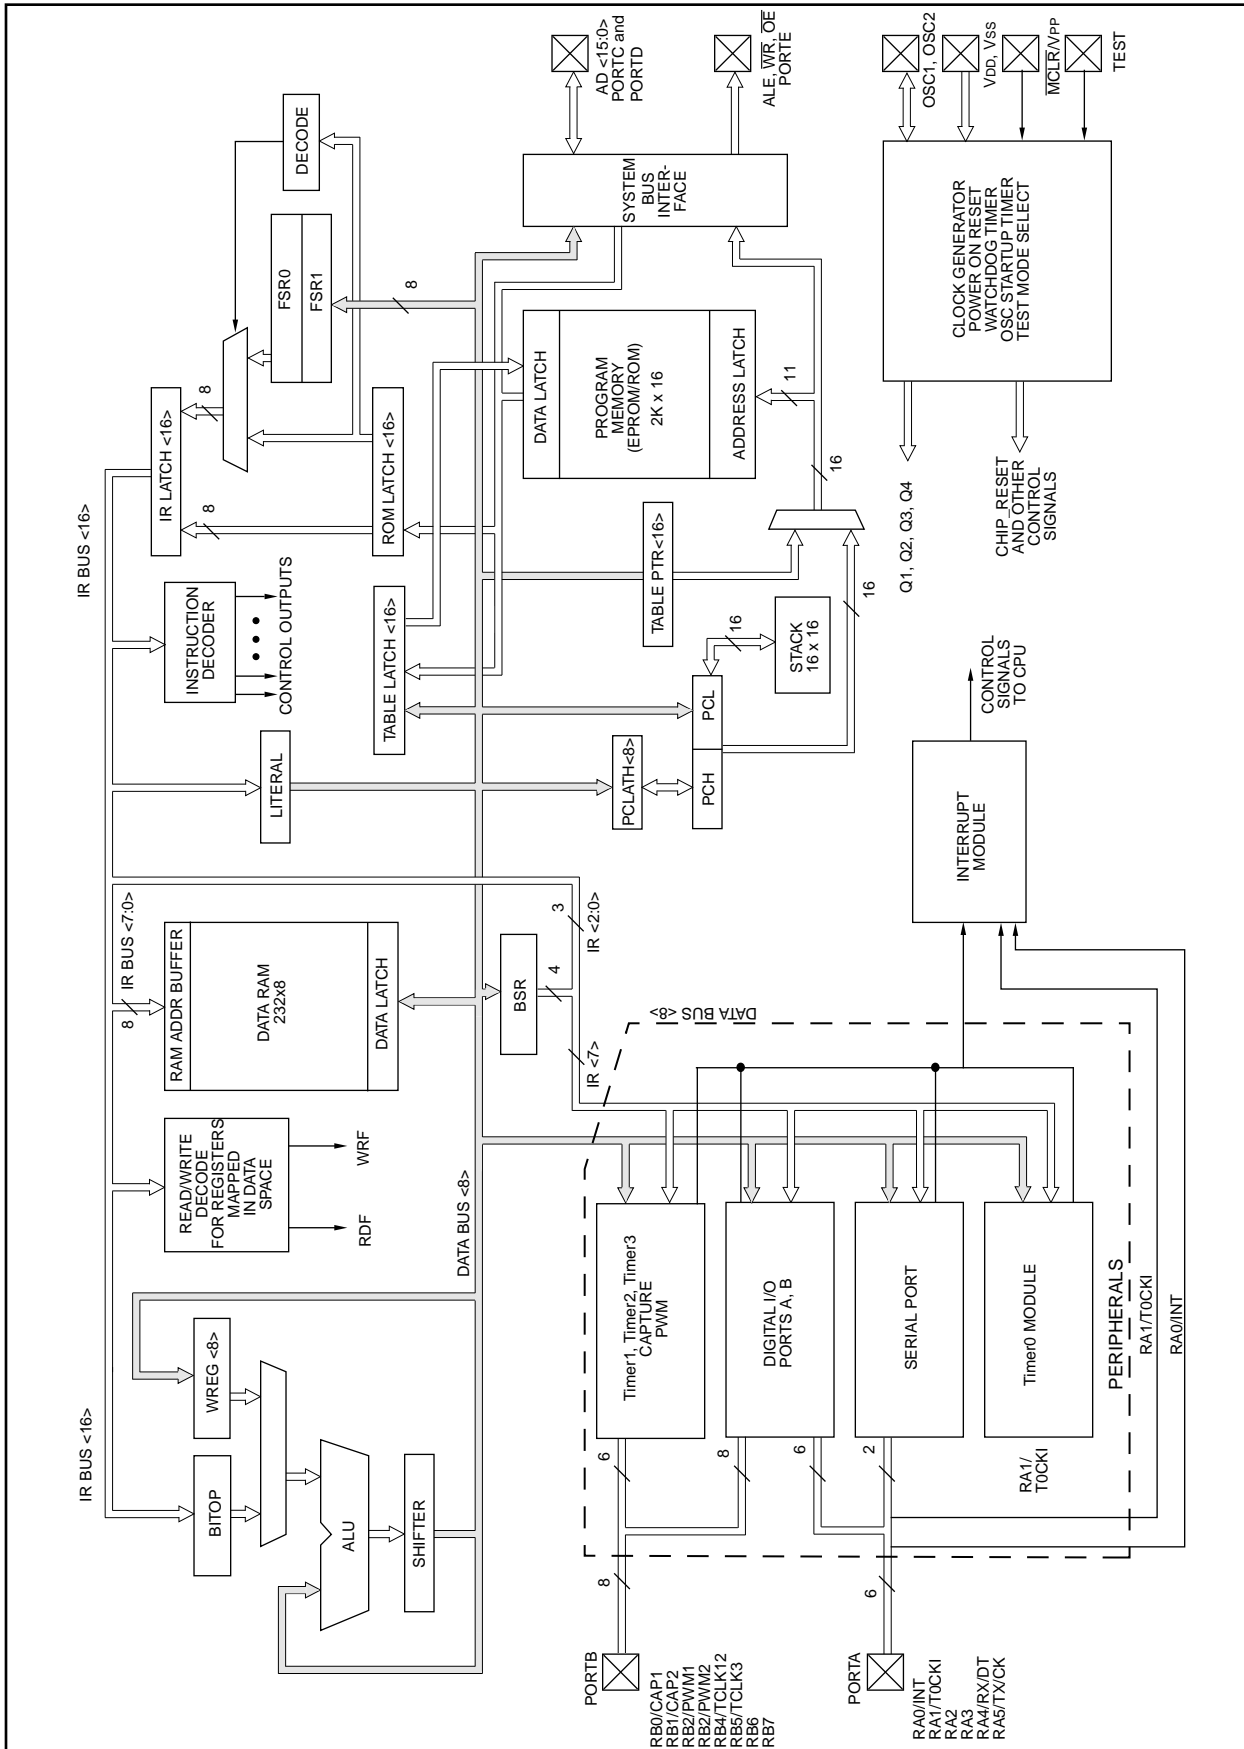 IR BUS <16>
BITOP
WREG <8>
ALU
SHIFTER
READ/WRITE
DECODE
FOR REGISTERS
MAPPED
IN DATA
SPACE
RDF
WRF
DATA BUS <8>
8
IR BUS <7:0>
RAM ADDR BUFFER
DATA RAM
232x8
DATA LATCH
BSR
4
3
IR <2:0>
IR <7>
LITERAL
INSTRUCTION
DECODER
CONTROL OUTPUTS
IR BUS <16>
IR LATCH <16>
8
8
ROM LATCH <16>
FSR0
FSR1
8
DECODE
TABLE LATCH <16>
PCLATH<8>
PCH
PCL
16
STACK
16 x 16
TABLE PTR<16>
16
16
DATA LATCH
PROGRAM
MEMORY
(EPROM/ROM)
2K x 16
ADDRESS LATCH
11
SYSTEM
BUS
INTER-
FACE
AD <15:0>
PORTC and
PORTD
ALE, WR, OE
PORTE
PORTB
RB0/CAP1
RB1/CAP2
RB2/PWM1
RB2/PWM2
RB4/TCLK12
RB5/TCLK3
RB6
RB7
8
6
Timer1, Timer2, Timer3
CAPTURE
PWM
8
DIGITAL I/O
PORTS A, B
6
2
SERIAL PORT
RA1/
T0CKI
Timer0 MODULE
PERIPHERALS
DATA BUS <8>
PORTA
RA0/INT
RA1/T0CKI
RA2
RA3
RA4/RX/DT
RA5/TX/CK
6
RA1/T0CKI
RA0/INT
INTERRUPT
MODULE
CONTROL
SIGNALS
TO CPU
Q1, Q2, Q3, Q4
CHIP_RESET
AND OTHER
CONTROL
SIGNALS
CLOCK GENERATOR
POWER ON RESET
WATCHDOG TIMER
OSC STARTUP TIMER
TEST MODE SELECT
OSC1, OSC2
VDD, VSS
MCLR/VPP
TEST